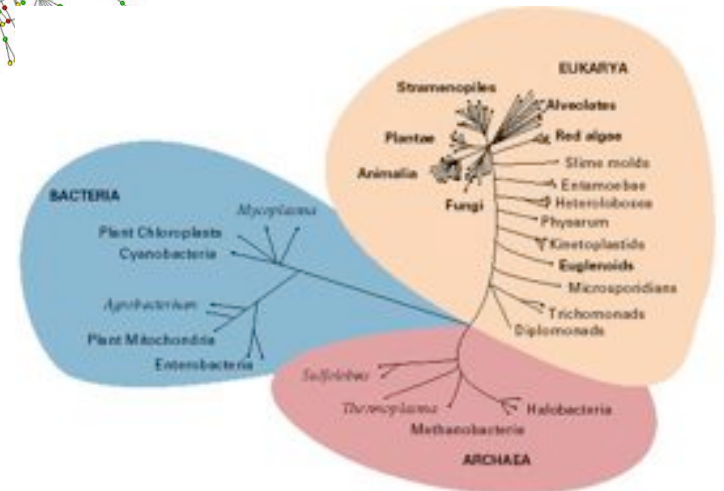 EUKARYA
Stramenopiles
Alveolates
Plantae
Red algae
Animalia
Slime molds
Entamoebae
Fungi
Heteroloboses
Physarum
Kinetoplastids
Euglenoids
Microsporidians
Trichomonads
Diplomonads
BACTERIA
Mycoplasma
Plant Chloroplasts
Cyanobacteria
Agrobacterium
Plant Mitochondria
Enterobacteria
Sulfolobus
Thermoplasma
Halobacteria
Methanobacteria
ARCHAEA